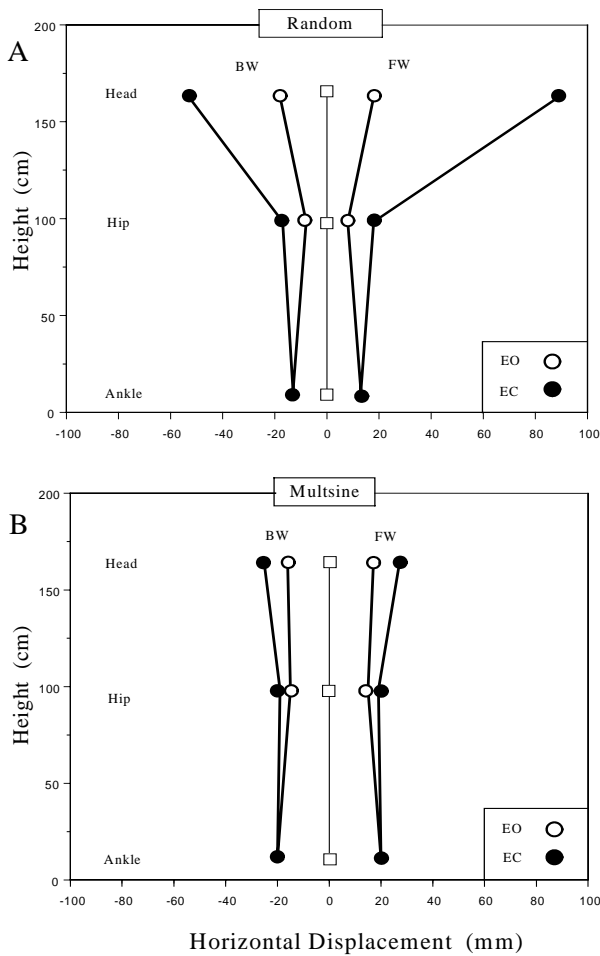 Random
A
200
BW
FW
Head
150
Height (cm)
100
Hip
50
EO
EC
Ankle
0
-100 -80 -60 -40 -20 0 20 40 60 80 100
Multsine
200
B
BW
FW
Head
150
Height (cm)
100
Hip
50
EO
EC
Ankle
0
-100 -80 -60 -40 -20 0 20 40 60 80 100
Horizontal Displacement (mm)